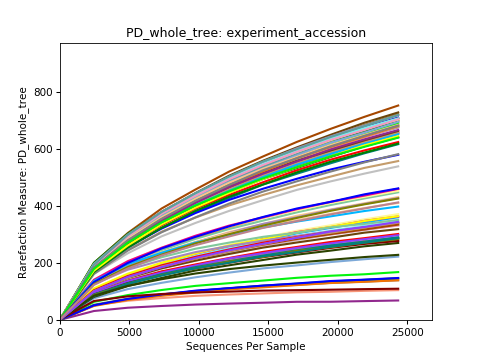 PD_whole_tree: experiment_accession
Rarefaction Measure: PD_whole_tree
800
600
400
200
0
0 5000 10000 15000 20000 25000
Sequences Per Sample